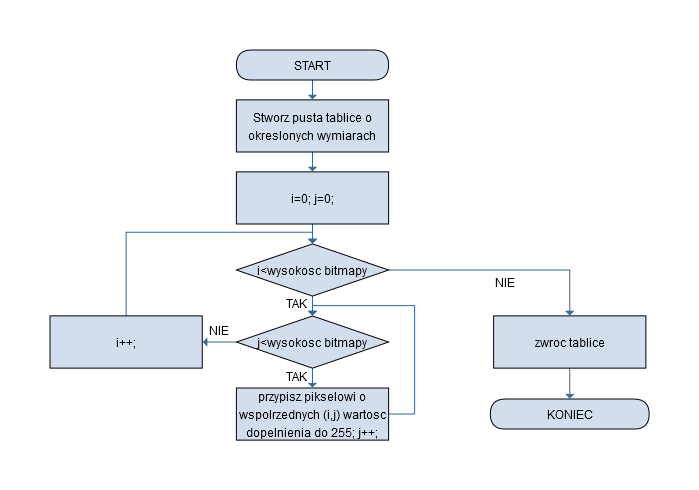 START
Stworz pusta tablice o
okreslonych wymiarach
i=0; j=0;
i<wysokosc bitmapy
NIE
TAK
j<wysokosc bitmapy
NIE
i++;
zwroc tablice
TAK
przypisz pikselowi o
wspolrzednych (i,j) wartosc
dopelnienia do 255; j++;
KONIEC